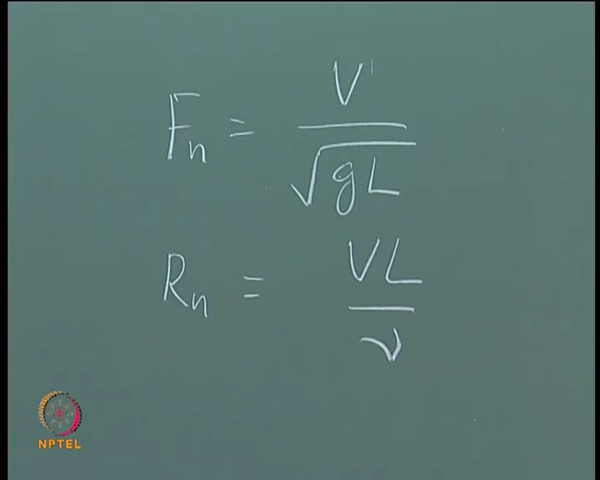 Fn = V / √gL
Rn = VL / ν
NPTEL